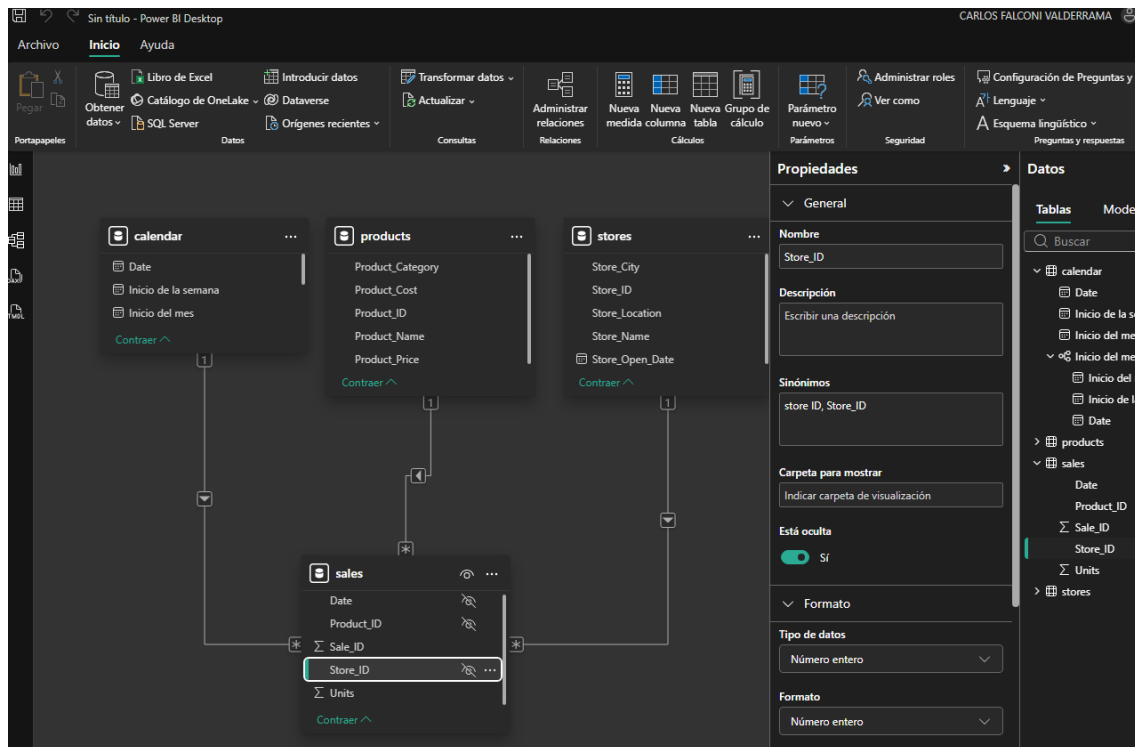 Sin título - Power BI Desktop
CARLOS FALCONI VALDERRAMA
Archivo
Inicio
Ayuda
Pegar
Portapapeles
Obtener datos
Libro de Excel
Catálogo de OneLake
SQL Server
Introducir datos
Dataverse
Orígenes recientes
Datos
Transformar datos
Actualizar
Consultas
Administrar relaciones
Relaciones
Nueva medida
Nueva columna
Nueva tabla
Grupo de cálculo
Cálculos
Parámetro nuevo
Parámetros
Administrar roles
Ver como
Seguridad
Configuración de Preguntas y
Lenguaje
Esquema lingüístico
Preguntas y respuestas
calendar
Date
Inicio de la semana
Inicio del mes
Contraer
1
products
Product_Category
Product_Cost
Product_ID
Product_Name
Product_Price
Contraer
1
stores
Store_City
Store_ID
Store_Location
Store_Name
Store_Open_Date
Contraer
1
*
*
*
sales
Date
Product_ID
Σ Sale_ID
Store_ID
Σ Units
Contraer
Propiedades
General
Nombre
Store_ID
Descripción
Escribir una descripción
Sinónimos
store ID, Store_ID
Carpeta para mostrar
Indicar carpeta de visualización
Está oculta
Sí
Formato
Tipo de datos
Número entero
Formato
Número entero
Datos
Tablas
Mode
Buscar
calendar
Date
Inicio de la s
Inicio del me
Inicio del me
Inicio del
Inicio de l
Date
products
sales
Date
Product_ID
Σ Sale_ID
Store_ID
Σ Units
stores